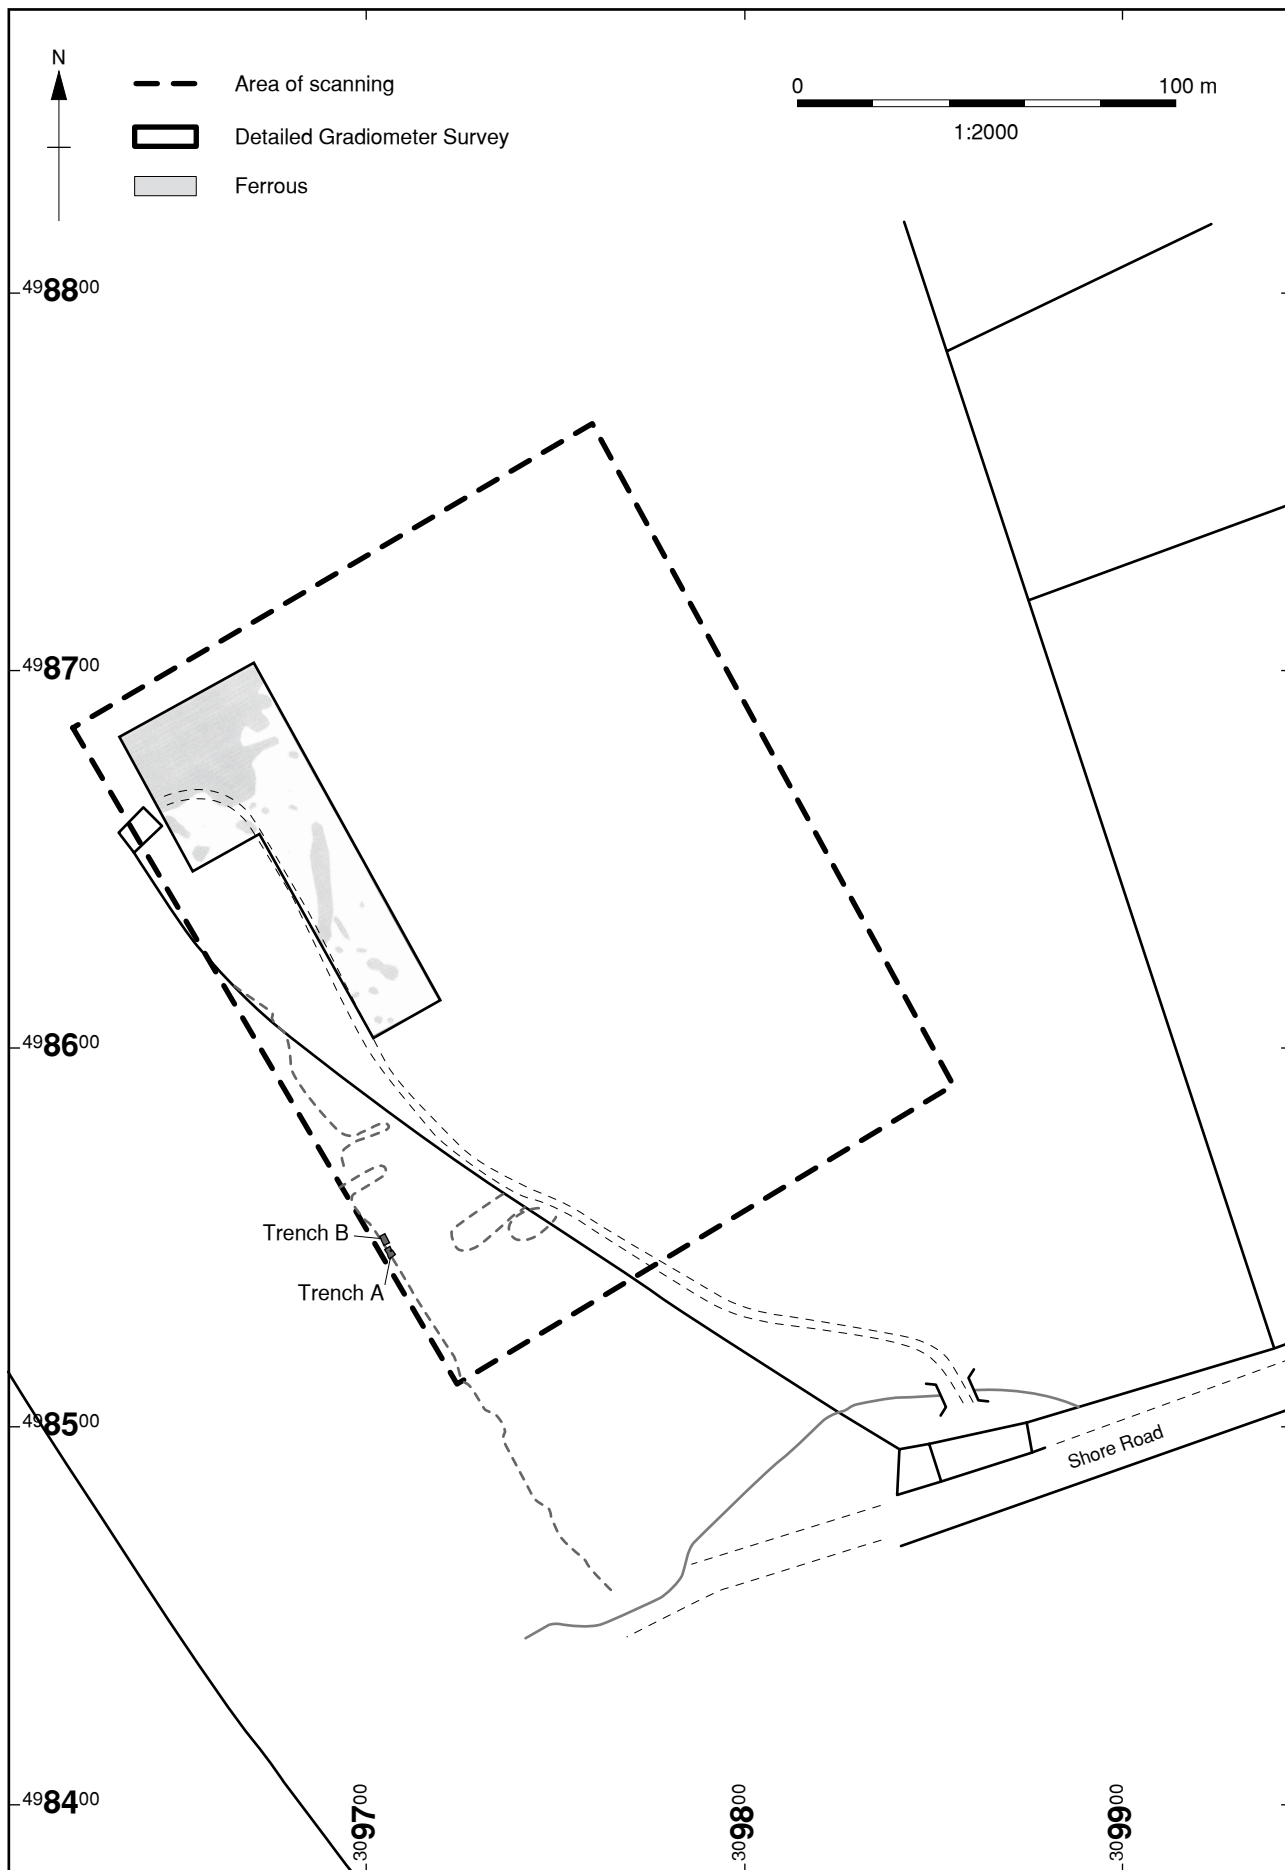 N
Area of scanning
Detailed Gradiometer Survey
Ferrous
0 100 m
1:2000
498800
498700
498600
Trench B
Trench A
498500
Shore Road
498400
309700
309800
309900